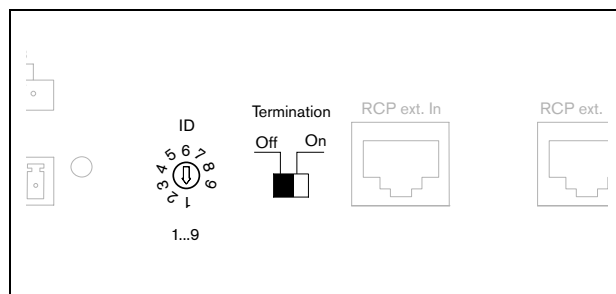 ID
1
2
3
4
5
6
7
8
9
1...9
Termination
Off On
RCP ext. In
RCP ext.